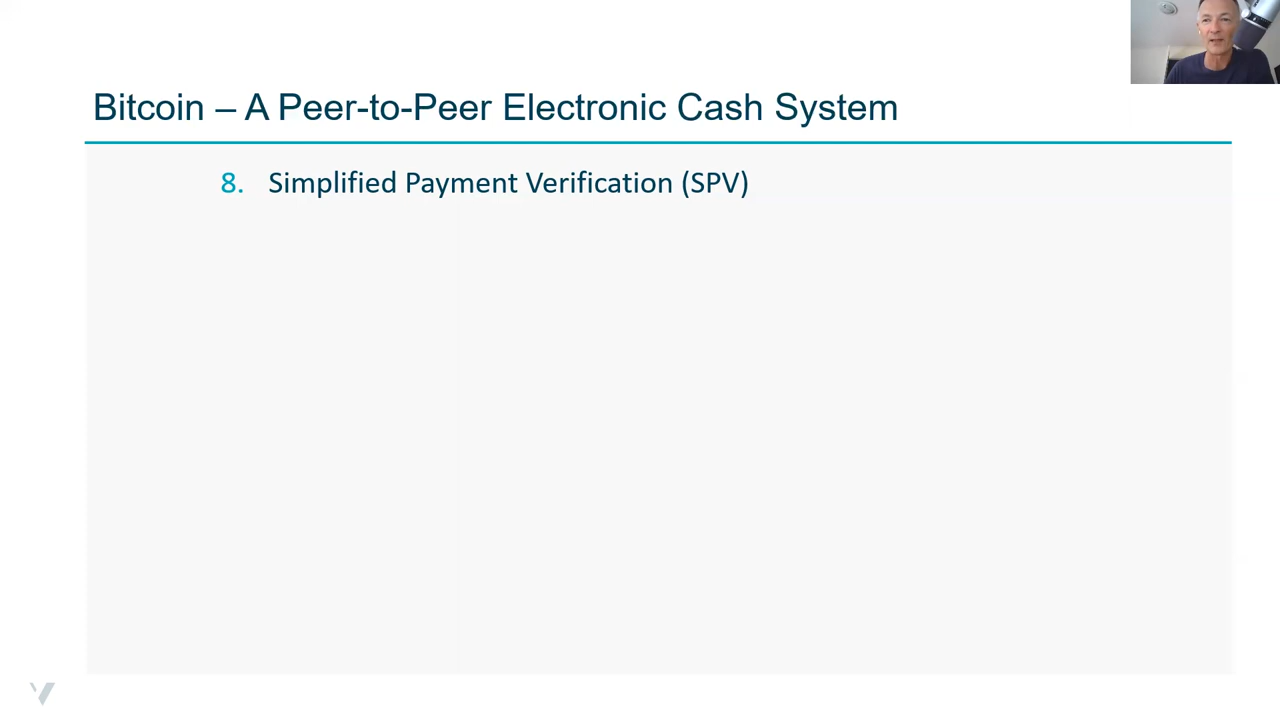 Bitcoin – A Peer-to-Peer Electronic Cash System
8. Simplified Payment Verification (SPV)